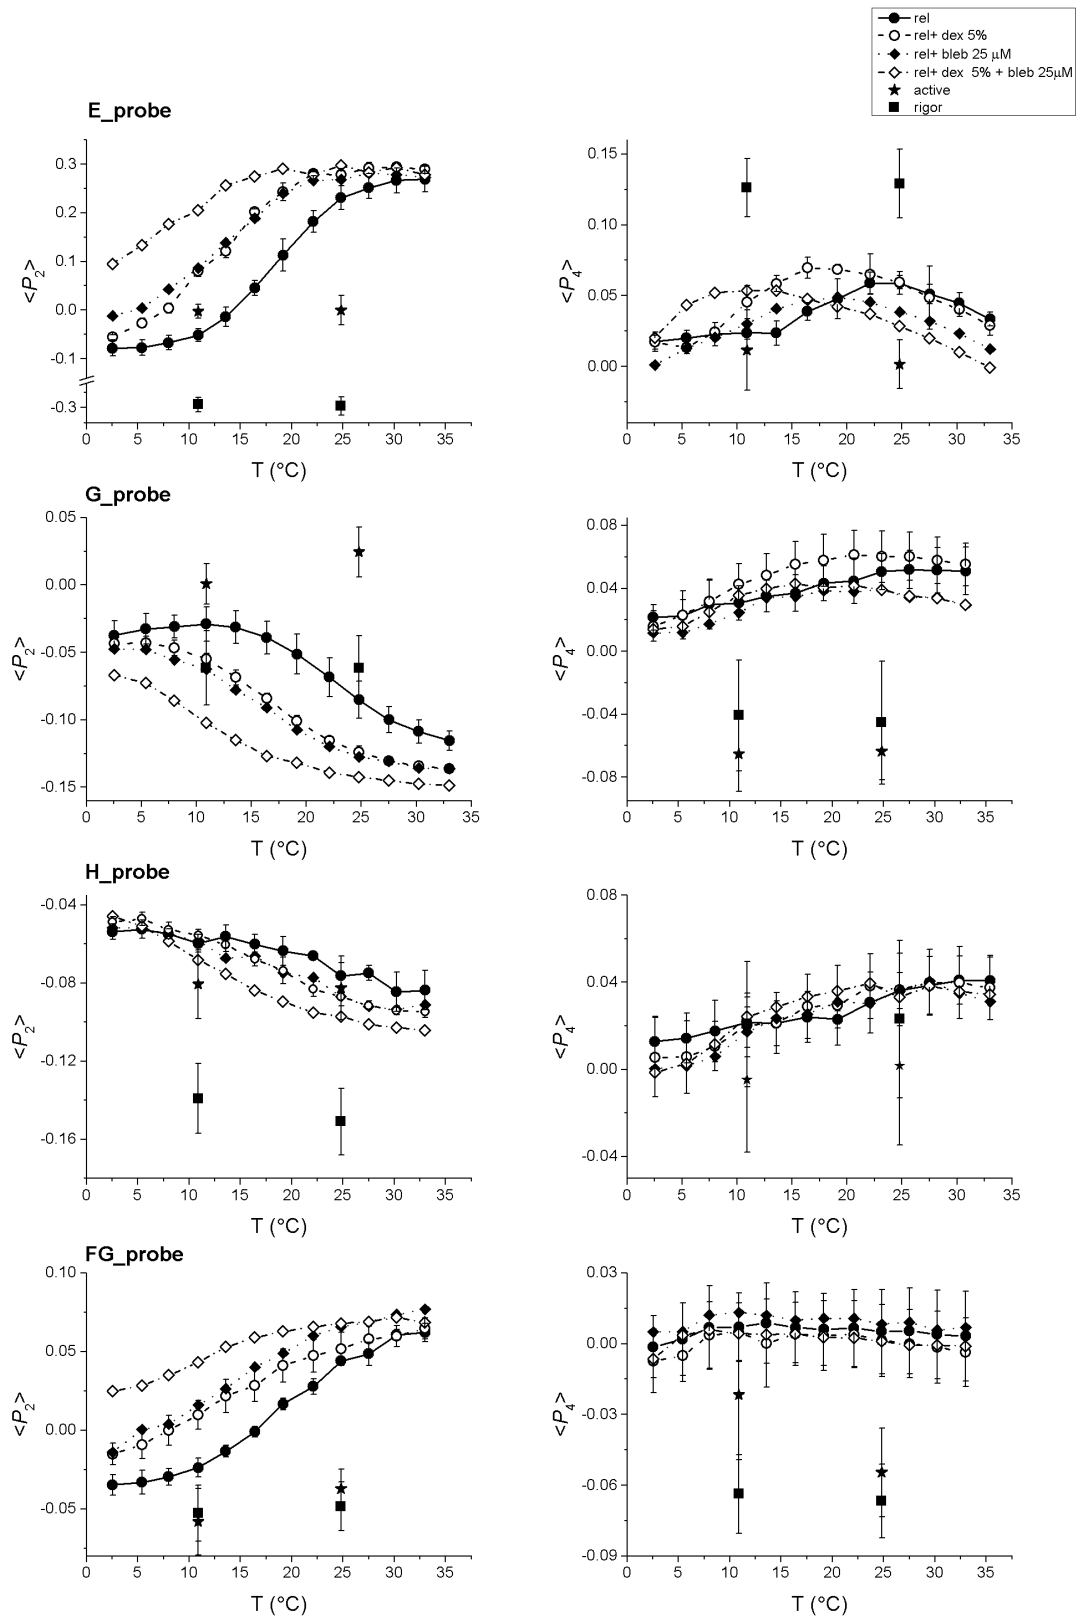 rel
rel+ dex 5%
rel+ bleb 25 μM
rel+ dex 5% + bleb 25μM
active
rigor
E_probe
0.3
0.2
0.1
0.0
-0.1
-0.3
<P2>
0 5 10 15 20 25 30 35
T (°C)
0.15
0.10
0.05
0.00
<P4>
0 5 10 15 20 25 30 35
T (°C)
G_probe
0.05
0.00
-0.05
-0.10
-0.15
<P2>
0 5 10 15 20 25 30 35
T (°C)
0.08
0.04
0.00
-0.04
-0.08
<P4>
0 5 10 15 20 25 30 35
T (°C)
H_probe
-0.04
-0.08
-0.12
-0.16
<P2>
0 5 10 15 20 25 30 35
T (°C)
0.08
0.04
0.00
-0.04
<P4>
0 5 10 15 20 25 30 35
T (°C)
FG_probe
0.10
0.05
0.00
-0.05
<P2>
0 5 10 15 20 25 30 35
T (°C)
0.03
0.00
-0.03
-0.06
-0.09
<P4>
0 5 10 15 20 25 30 35
T (°C)